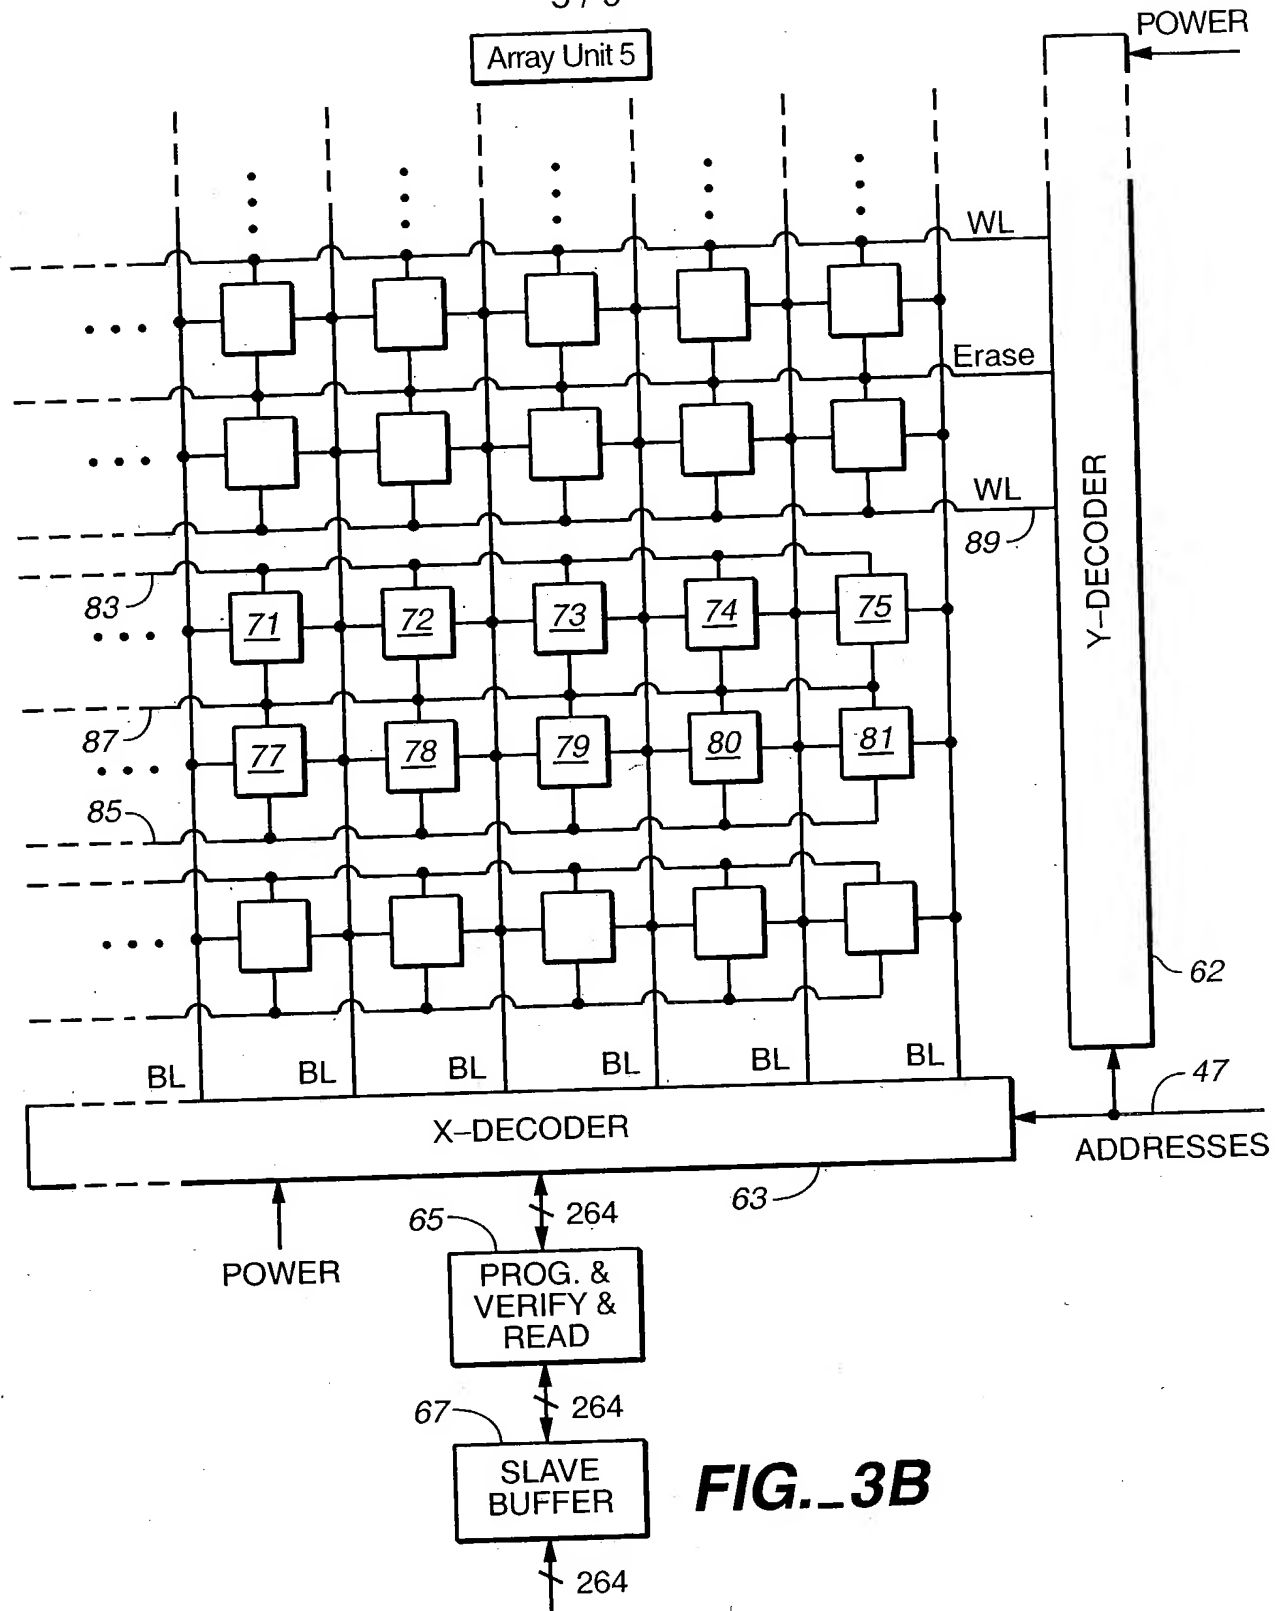 Array Unit 5
POWER
WL
Erase
WL
89
Y–DECODER
83
71
72
73
74
75
87
77
78
79
80
81
85
62
BL
BL
BL
BL
BL
BL
47
X–DECODER
ADDRESSES
63
264
65
POWER
PROG. &
VERIFY &
READ
264
67
SLAVE
BUFFER
FIG._3B
264